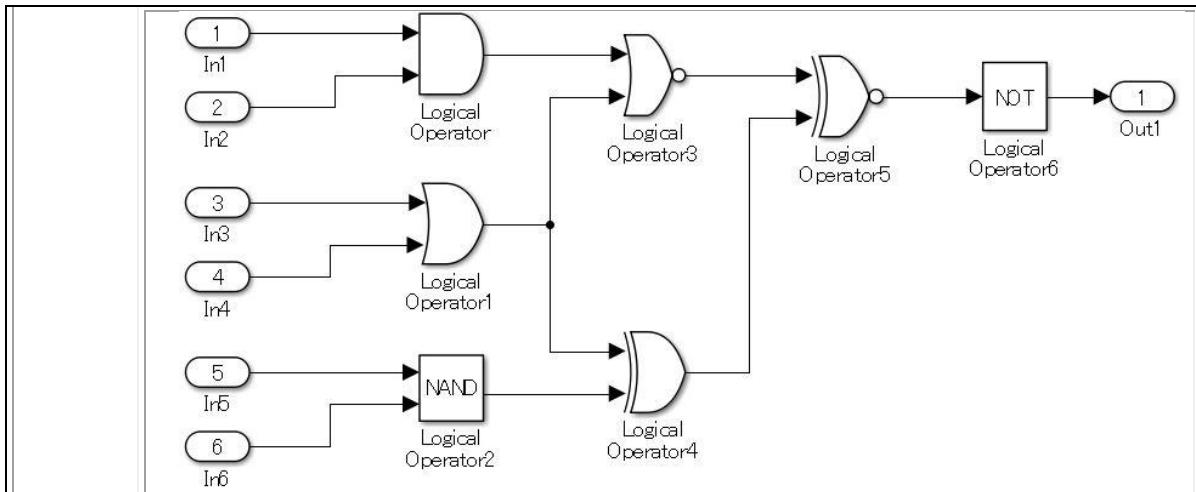 1
In1
2
In2
Logical
Operator
Logical
Operator3
Logical
Operator5
NOT
Logical
Operator6
1
Out1
3
In3
4
In4
Logical
Operator1
5
In5
6
In6
NAND
Logical
Operator2
Logical
Operator4